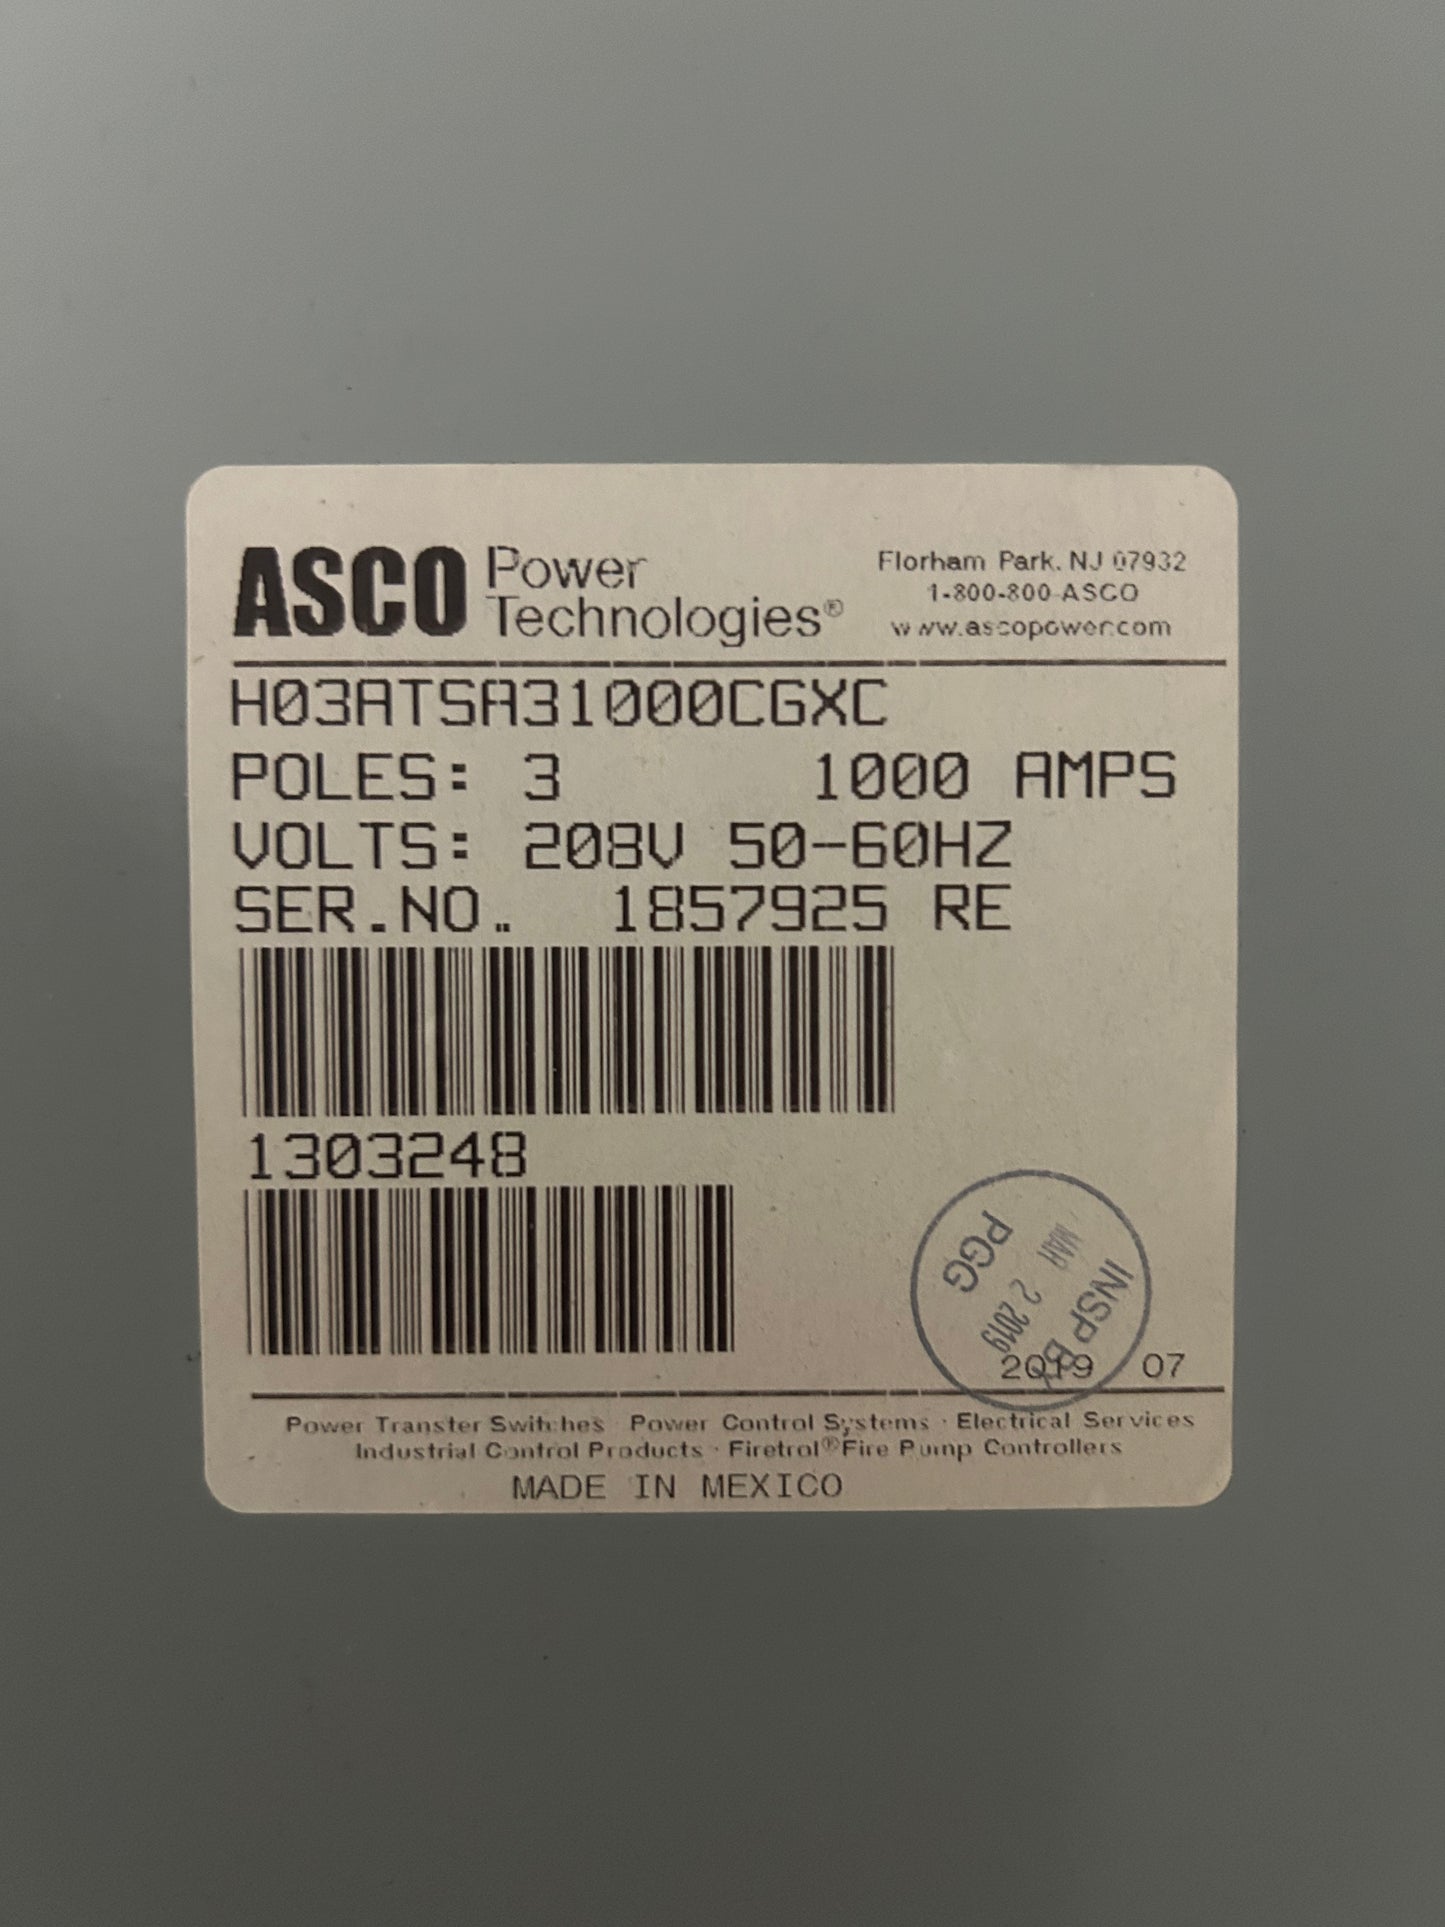 ASCO Power Technologies®
Florham Park, NJ 07932
1-800-800-ASCO
www.ascopower.com
H03ATSA31000CGXC
POLES: 3 1000 AMPS
VOLTS: 208V 50-60HZ
SER.NO. 1857925 RE
1303248
PGG
MAR 2 2019
INSP B
2019 07
Power Transfer Switches · Power Control Systems · Electrical Services
Industrial Control Products · Firetrol® Fire Pump Controllers
MADE IN MEXICO